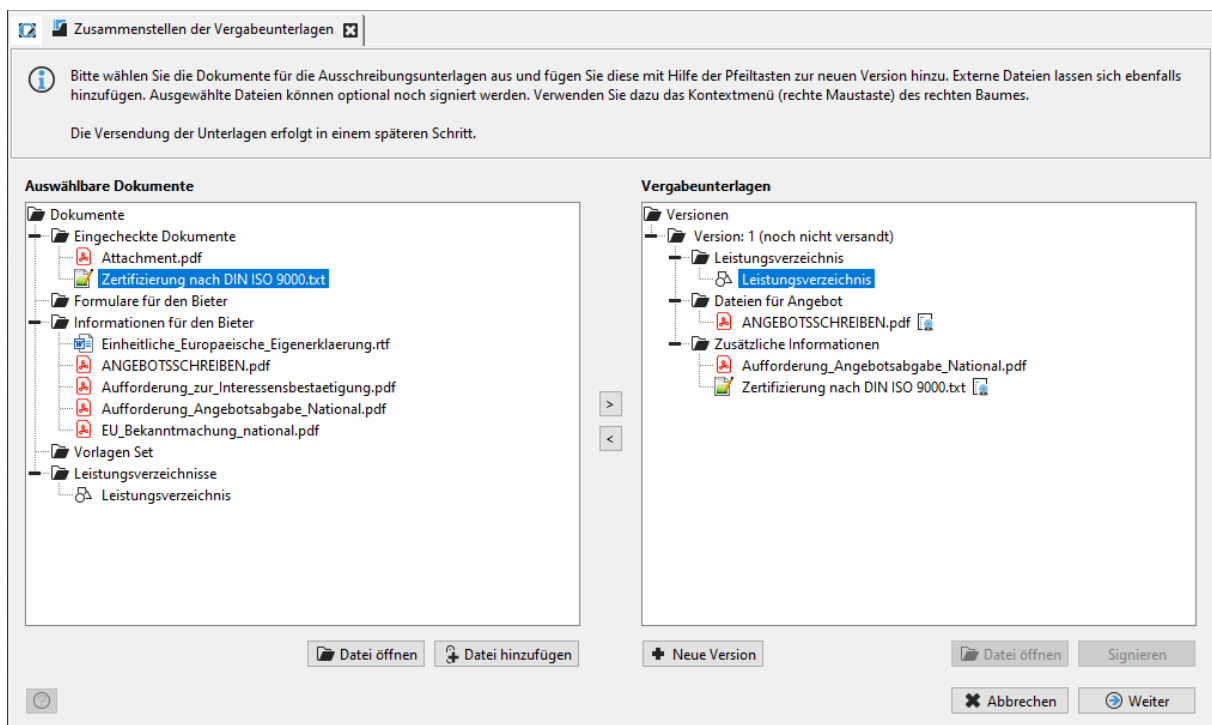 Zusammenstellen der Vergabeunterlagen
Bitte wählen Sie die Dokumente für die Ausschreibungsunterlagen aus und fügen Sie diese mit Hilfe der Pfeiltasten zur neuen Version hinzu. Externe Dateien lassen sich ebenfalls
hinzufügen. Ausgewählte Dateien können optional noch signiert werden. Verwenden Sie dazu das Kontextmenü (rechte Maustaste) des rechten Baumes.
Die Versendung der Unterlagen erfolgt in einem späteren Schritt.
Auswählbare Dokumente
Dokumente
Eingecheckte Dokumente
Attachment.pdf
Zertifizierung nach DIN ISO 9000.txt
Formulare für den Bieter
Informationen für den Bieter
Einheitliche_Europaeische_Eigenerklaerung.rtf
ANGEBOTSSCHREIBEN.pdf
Aufforderung_zur_Interessensbestaetigung.pdf
Aufforderung_Angebotsabgabe_National.pdf
EU_Bekanntmachung_national.pdf
Vorlagen Set
Leistungsverzeichnisse
Leistungsverzeichnis
Datei öffnen
Datei hinzufügen
>
<
Vergabeunterlagen
Versionen
Version: 1 (noch nicht versandt)
Leistungsverzeichnis
Leistungsverzeichnis
Dateien für Angebot
ANGEBOTSSCHREIBEN.pdf
Zusätzliche Informationen
Aufforderung_Angebotsabgabe_National.pdf
Zertifizierung nach DIN ISO 9000.txt
Neue Version
Datei öffnen
Signieren
Abbrechen
Weiter